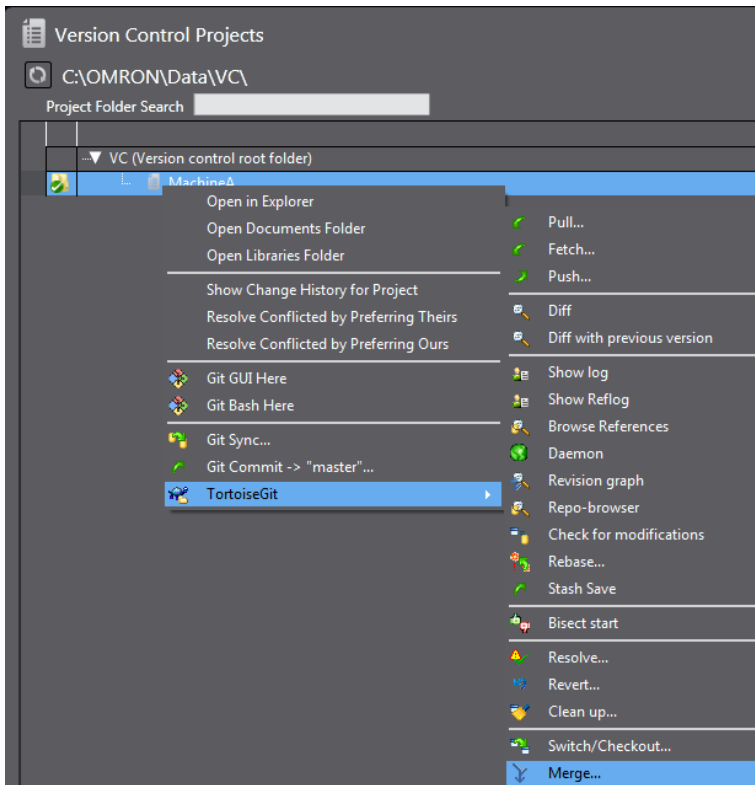 Version Control Projects
C:\OMRON\Data\VC\
Project Folder Search
VC (Version control root folder)
MachineA
Open in Explorer
Open Documents Folder
Open Libraries Folder
Show Change History for Project
Resolve Conflicted by Preferring Theirs
Resolve Conflicted by Preferring Ours
Git GUI Here
Git Bash Here
Git Sync...
Git Commit -> "master"...
TortoiseGit
Pull...
Fetch...
Push...
Diff
Diff with previous version
Show log
Show Reflog
Browse References
Daemon
Revision graph
Repo-browser
Check for modifications
Rebase...
Stash Save
Bisect start
Resolve...
Revert...
Clean up...
Switch/Checkout...
Merge...